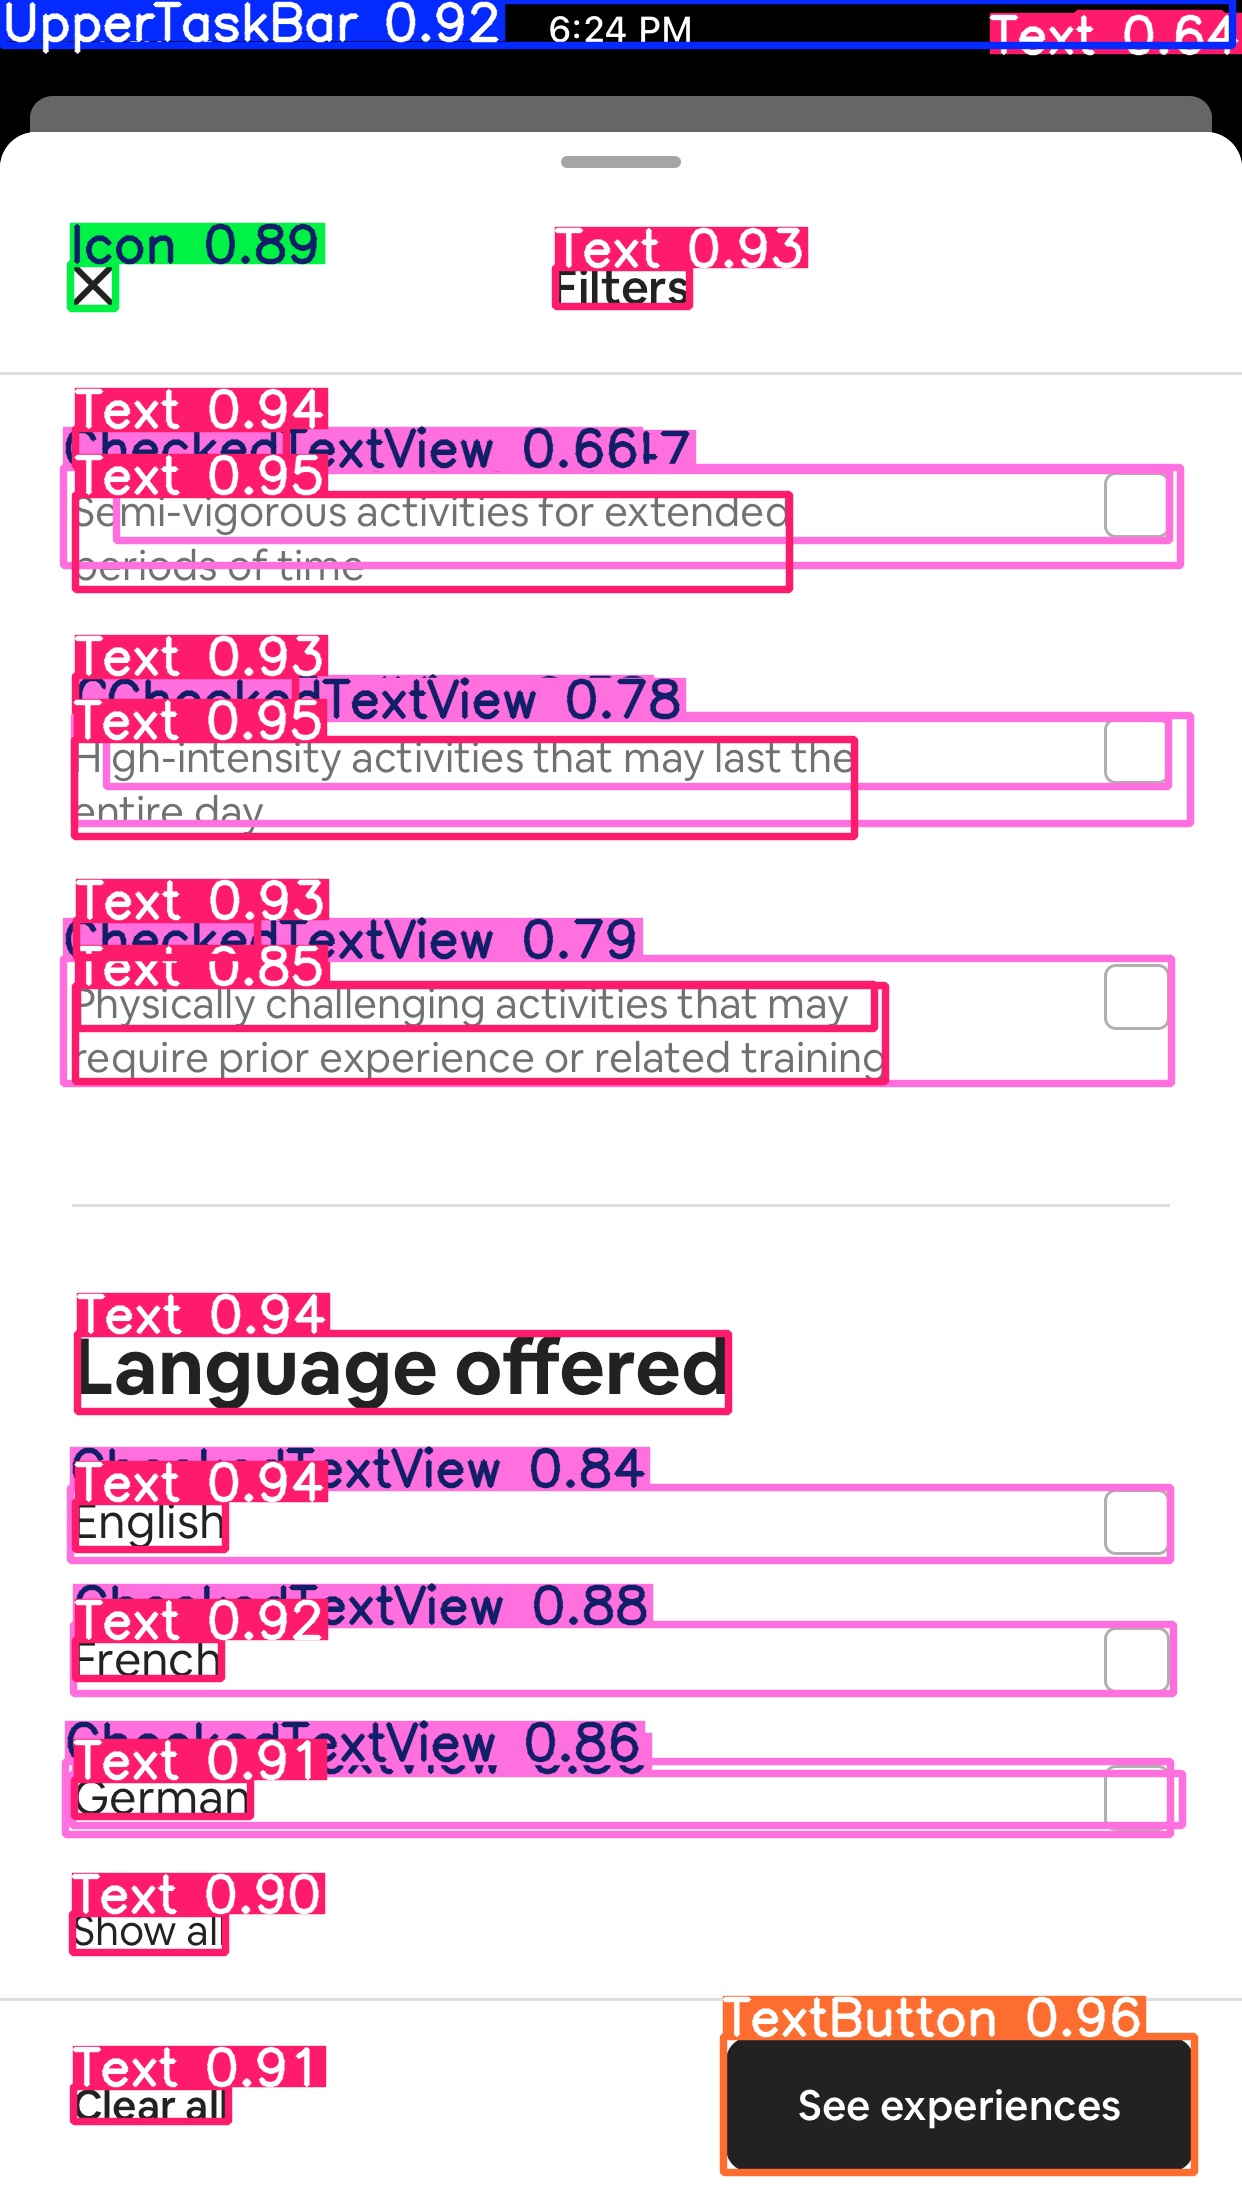 UpperTaskBar 0.92
6:24 PM
Text 0.64
Icon 0.89
Text 0.93
Filters
Text 0.94
CheckedTextView 0.66
Text 0.95
Semi-vigorous activities for extended
periods of time
Text 0.93
CheckedTextView 0.78
Text 0.95
High-intensity activities that may last the
entire day
Text 0.93
CheckedTextView 0.79
Text 0.85
Physically challenging activities that may
require prior experience or related training
Text 0.94
Language offered
CheckedTextView 0.84
Text 0.94
English
CheckedTextView 0.88
Text 0.92
French
CheckedTextView 0.86
Text 0.91
German
Text 0.90
Show all
TextButton 0.96
Text 0.91
Clear all
See experiences